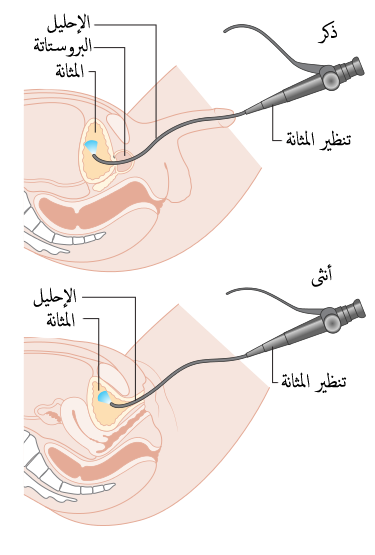 ذكر
الإحليل
البروستاتة
المثانة
تنظير المثانة
أنثى
الإحليل
المثانة
تنظير المثانة